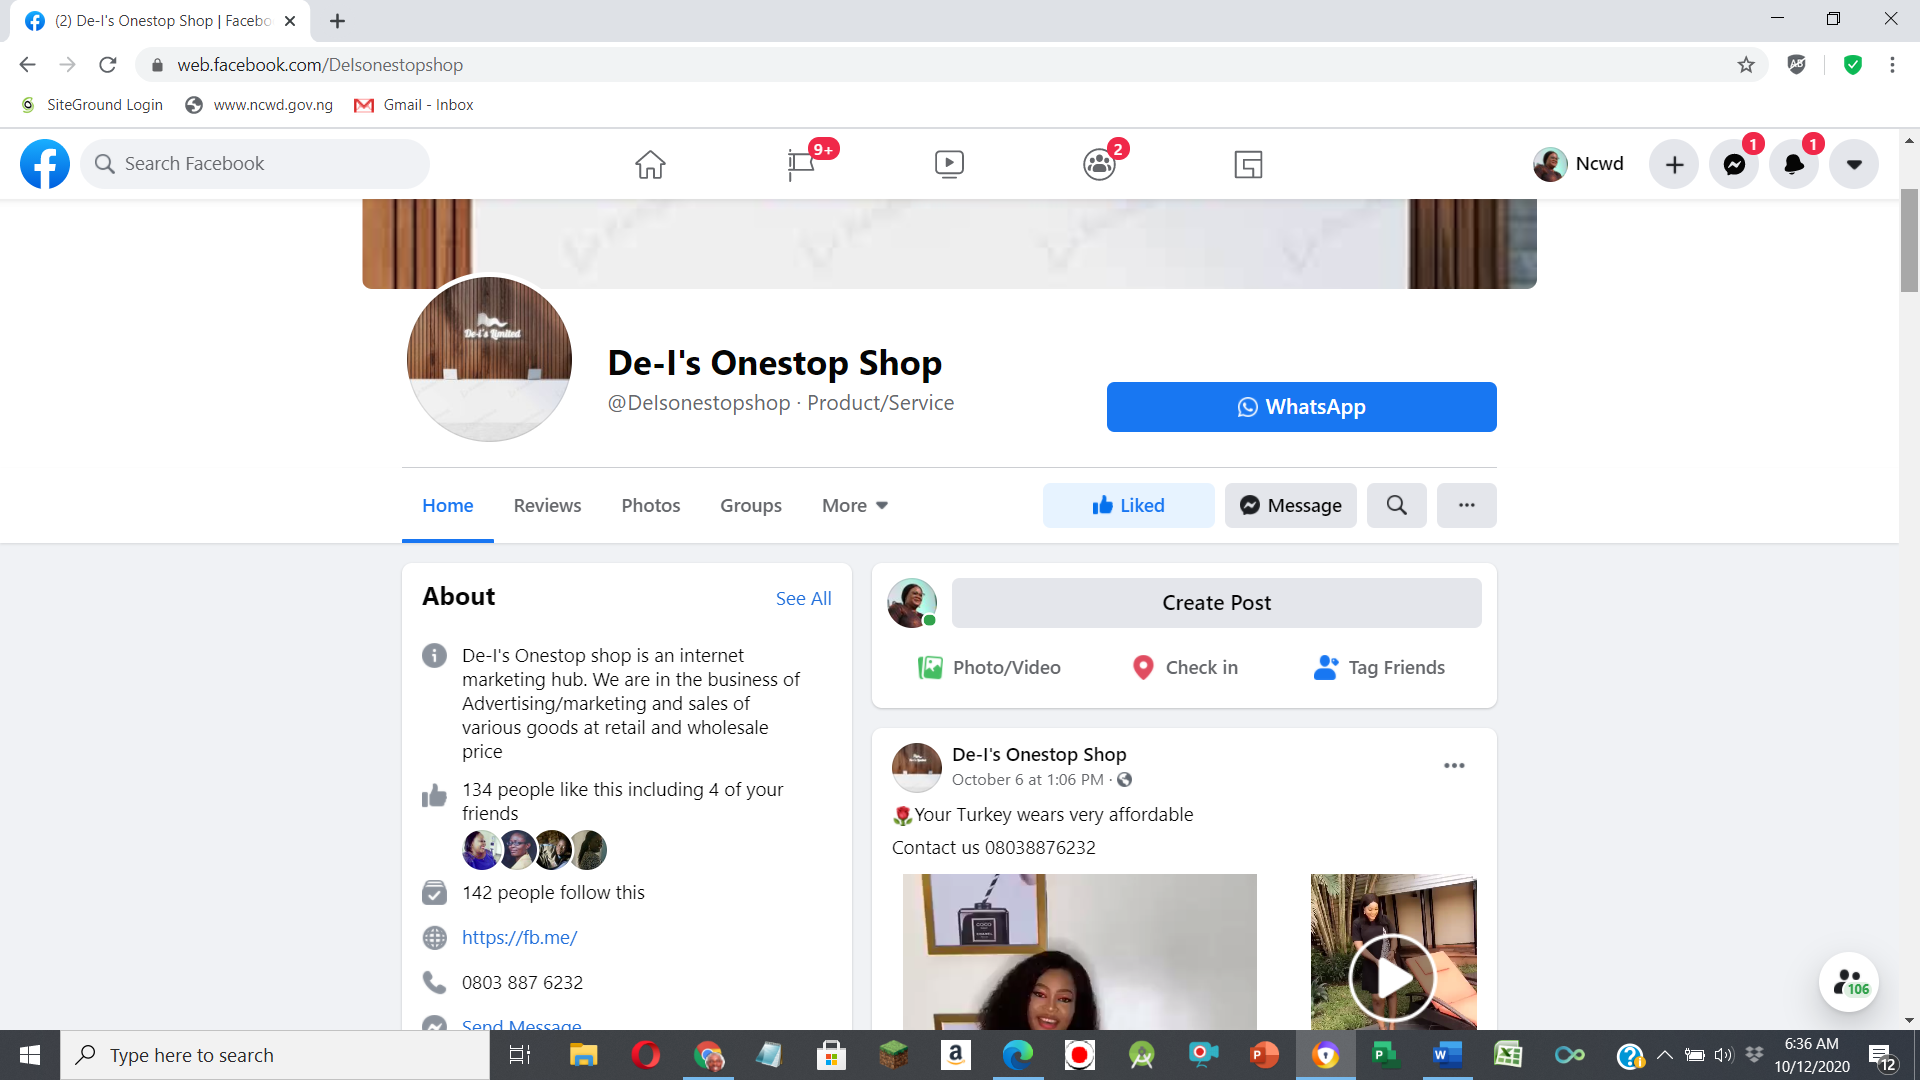 (2) De-I's Onestop Shop | Facebo
web.facebook.com/Delsonestopshop
SiteGround Login
www.ncwd.gov.ng
Gmail - Inbox
Search Facebook
9+
2
Ncwd
1
1
De-I's Limited
De-I's Onestop Shop
@Delsonestopshop · Product/Service
WhatsApp
Home
Reviews
Photos
Groups
More
Liked
Message
About
See All
De-I's Onestop shop is an internet
marketing hub. We are in the business of
Advertising/marketing and sales of
various goods at retail and wholesale
price
134 people like this including 4 of your
friends
142 people follow this
https://fb.me/
0803 887 6232
Send Message
Create Post
Photo/Video
Check in
Tag Friends
De-I's Onestop Shop
October 6 at 1:06 PM ·
Your Turkey wears very affordable
Contact us 08038876232
COCO
CHANEL
106
Type here to search
6:36 AM
10/12/2020
12